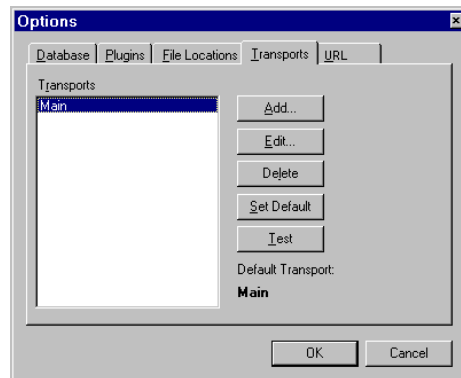 Options
Database Plugins File Locations Transports URL
Transports
Main
Add...
Edit...
Delete
Set Default
Test
Default Transport:
Main
OK Cancel